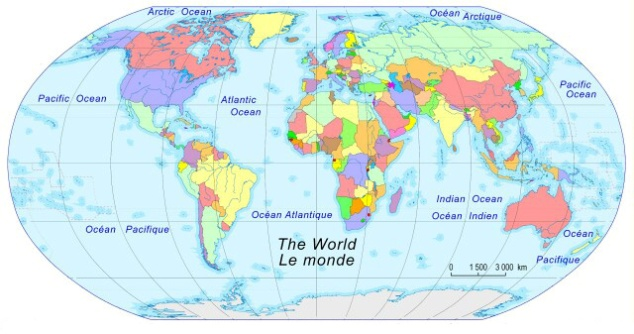 Arctic Ocean
Océan Arctique
Pacific Ocean
Atlantic
Ocean
Pacific
Ocean
Indian Ocean
Océan Indien
Océan Atlantique
Océan Pacifique
Océan
Pacifique
The World
Le monde
0 1 500 3 000 km